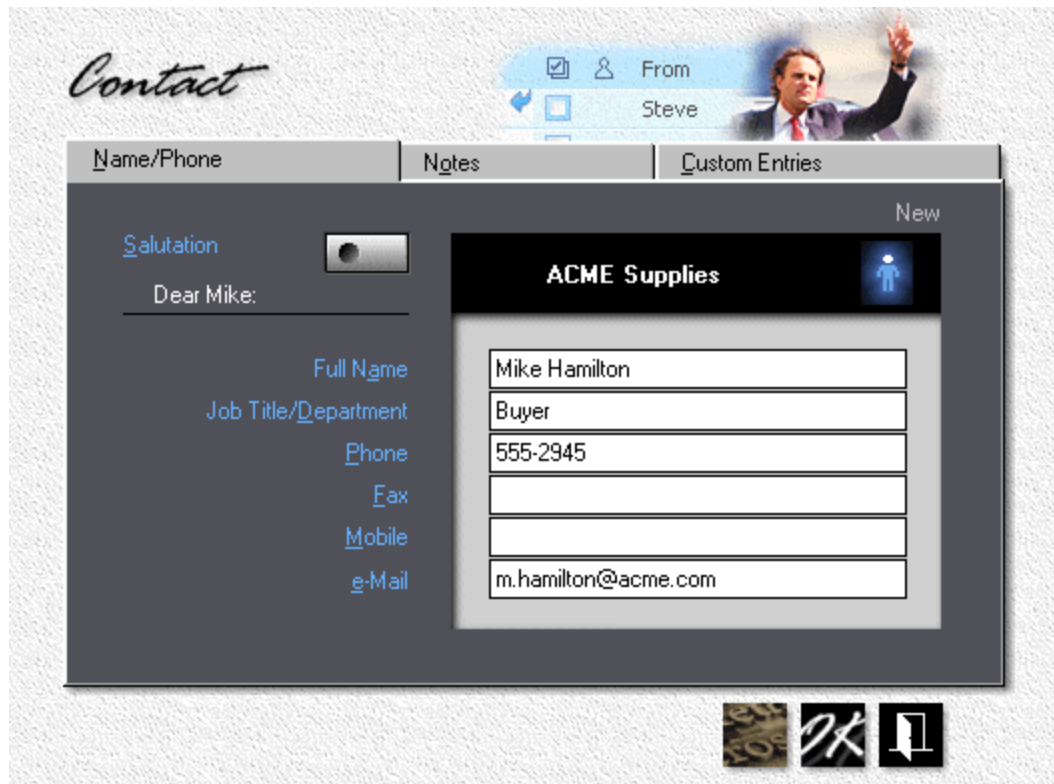 Contact
From
Steve
Name/Phone
Notes
Custom Entries
New
Salutation
ACME Supplies
Dear Mike:
Full Name
Mike Hamilton
Job Title/Department
Buyer
Phone
555-2945
Fax
Mobile
e-Mail
m.hamilton@acme.com
OK